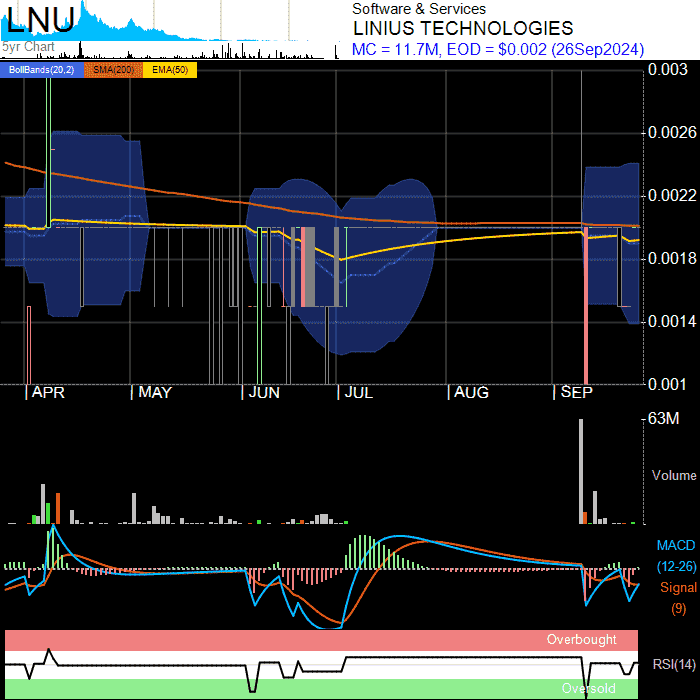 LNU
5yr Chart
Software & Services
LINIUS TECHNOLOGIES
MC = 11.7M, EOD = $0.002 (26Sep2024)
BollBands(20,2) SMA(200) EMA(50)
0.003
0.0026
0.0022
0.0018
0.0014
0.001
APR MAY JUN JUL AUG SEP
63M
Volume
MACD
(12-26)
Signal
(9)
Overbought
RSI(14)
Oversold